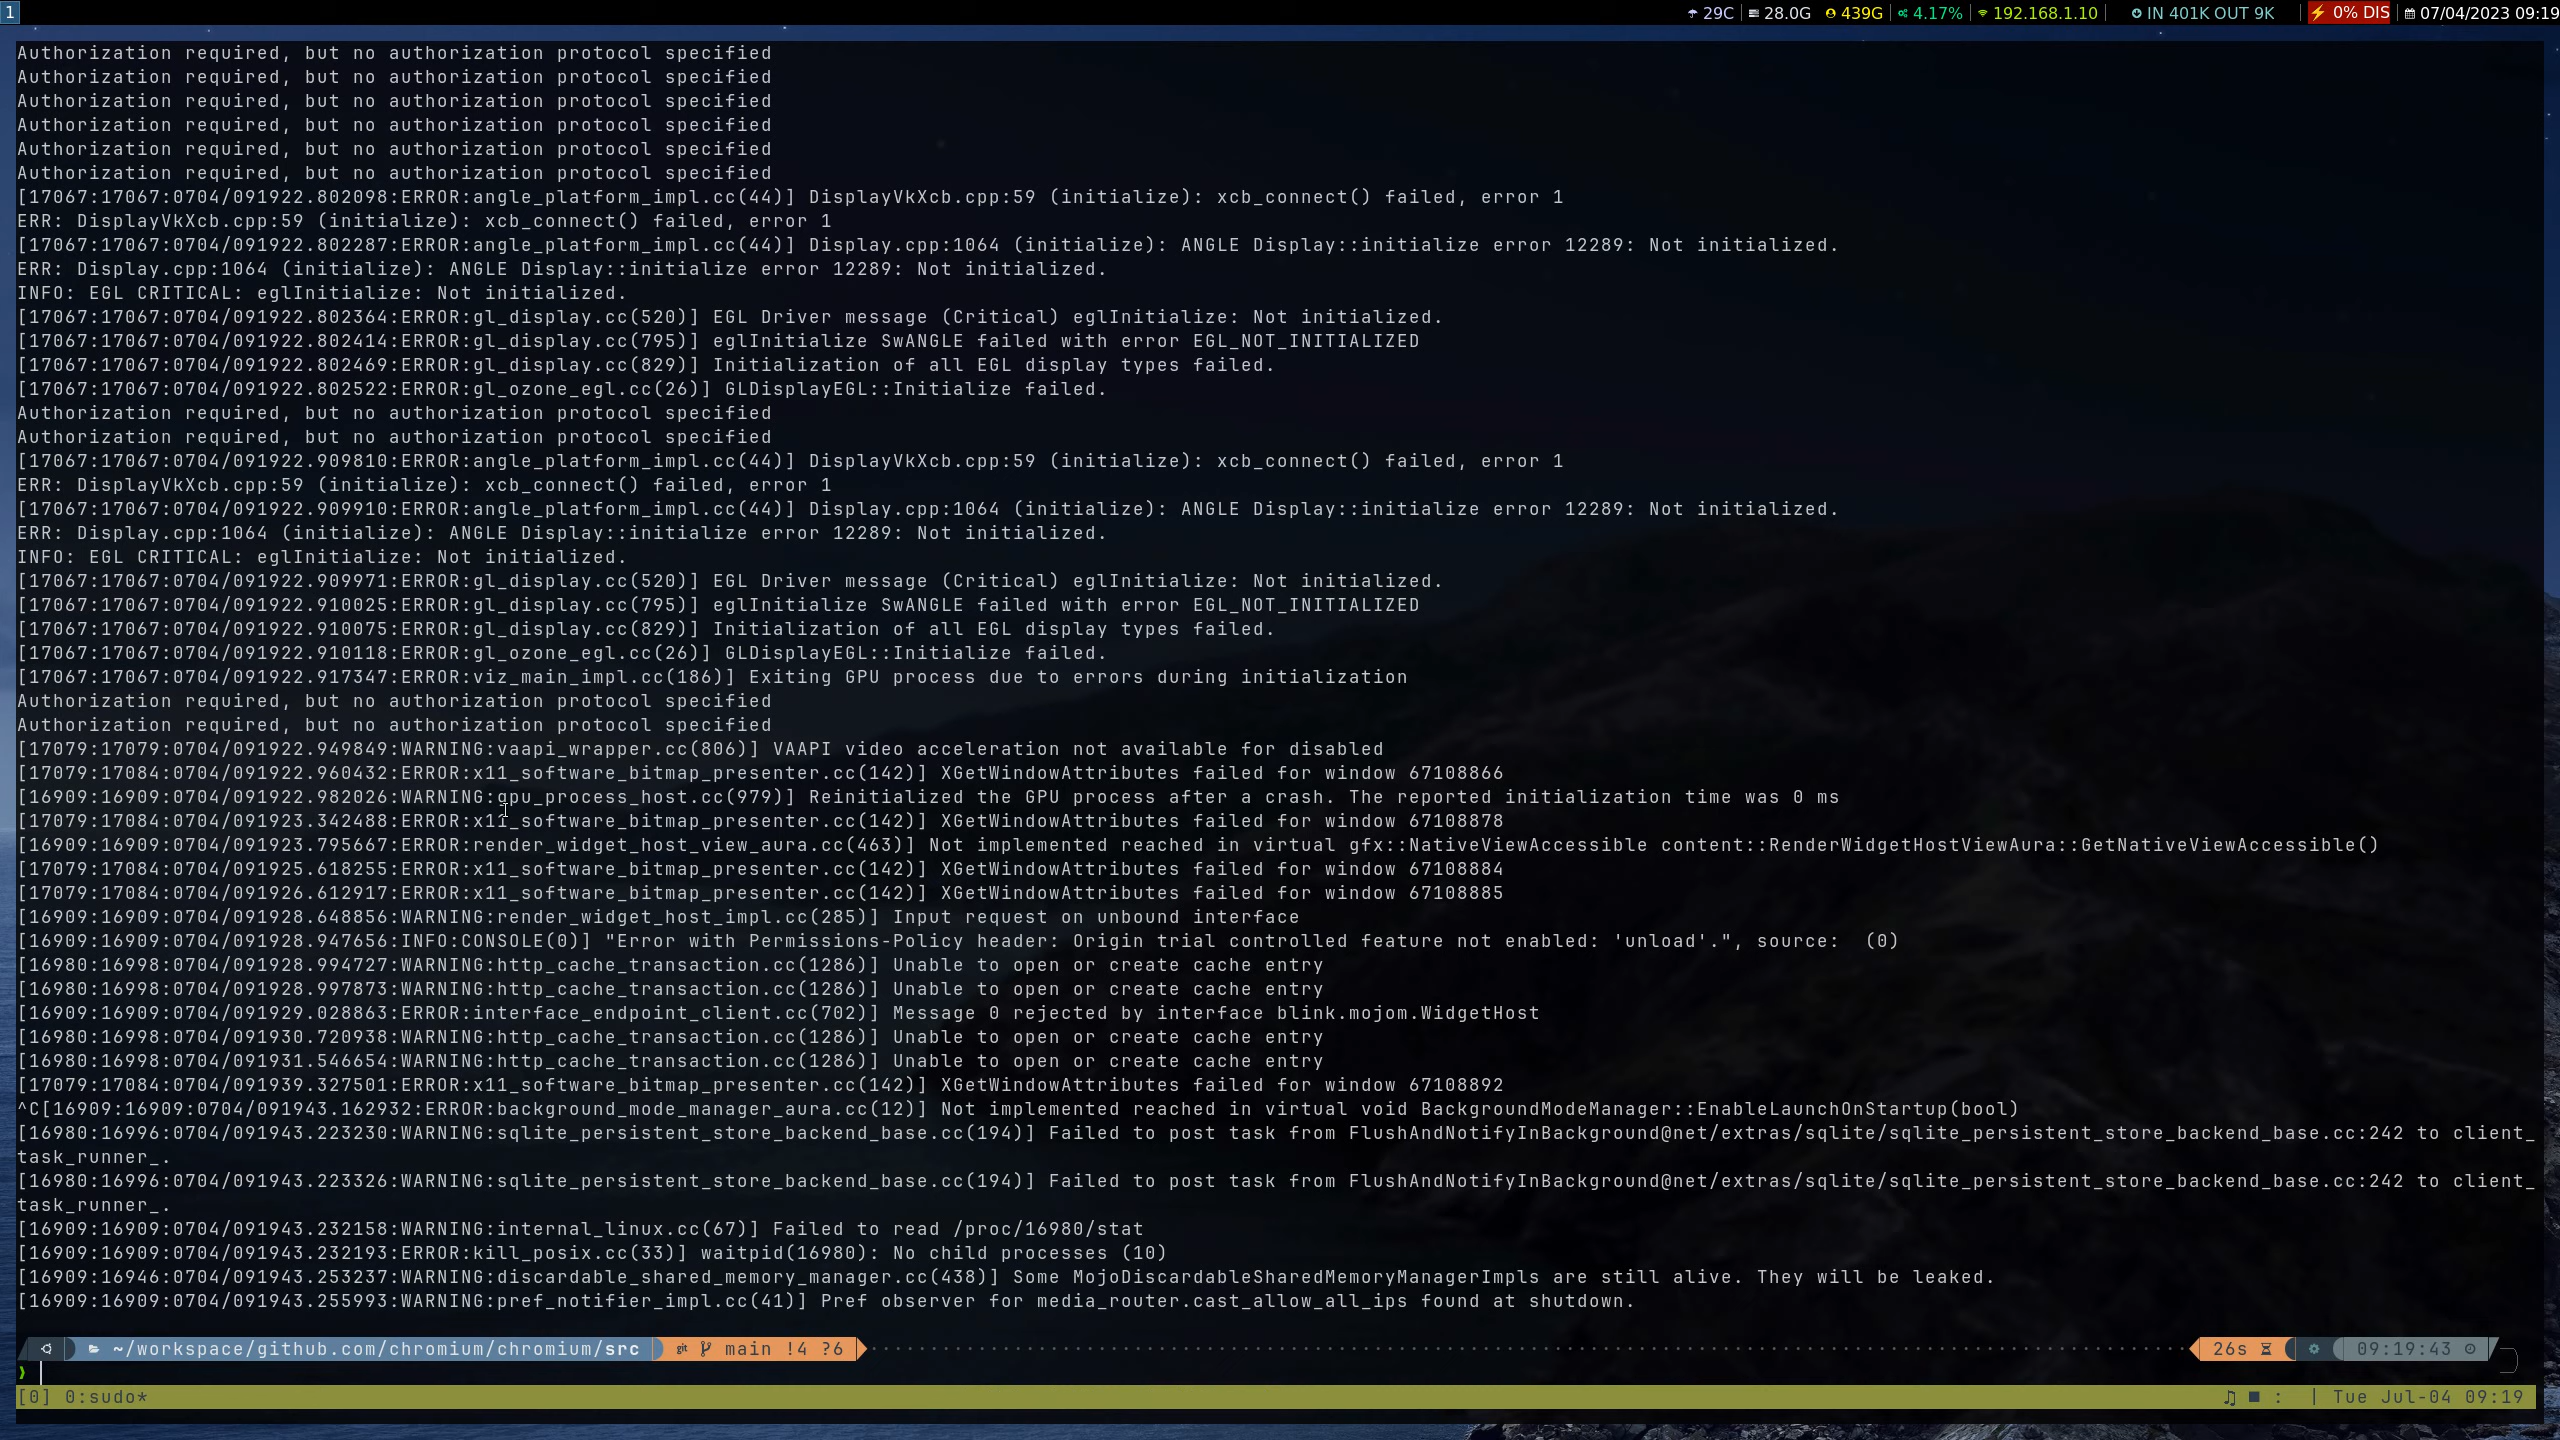 1 29C 28.0G 439G 4.17% 192.168.1.10 IN 401K OUT 9K 0% DIS 07/04/2023 09:19
Authorization required, but no authorization protocol specified
Authorization required, but no authorization protocol specified
Authorization required, but no authorization protocol specified
Authorization required, but no authorization protocol specified
Authorization required, but no authorization protocol specified
Authorization required, but no authorization protocol specified
[17067:17067:0704/091922.802098:ERROR:angle_platform_impl.cc(44)] DisplayVkXcb.cpp:59 (initialize): xcb_connect() failed, error 1
ERR: DisplayVkXcb.cpp:59 (initialize): xcb_connect() failed, error 1
[17067:17067:0704/091922.802287:ERROR:angle_platform_impl.cc(44)] Display.cpp:1064 (initialize): ANGLE Display::initialize error 12289: Not initialized.
ERR: Display.cpp:1064 (initialize): ANGLE Display::initialize error 12289: Not initialized.
INFO: EGL CRITICAL: eglInitialize: Not initialized.
[17067:17067:0704/091922.802364:ERROR:gl_display.cc(520)] EGL Driver message (Critical) eglInitialize: Not initialized.
[17067:17067:0704/091922.802414:ERROR:gl_display.cc(795)] eglInitialize SwANGLE failed with error EGL_NOT_INITIALIZED
[17067:17067:0704/091922.802469:ERROR:gl_display.cc(829)] Initialization of all EGL display types failed.
[17067:17067:0704/091922.802522:ERROR:gl_ozone_egl.cc(26)] GLDisplayEGL::Initialize failed.
Authorization required, but no authorization protocol specified
Authorization required, but no authorization protocol specified
[17067:17067:0704/091922.909810:ERROR:angle_platform_impl.cc(44)] DisplayVkXcb.cpp:59 (initialize): xcb_connect() failed, error 1
ERR: DisplayVkXcb.cpp:59 (initialize): xcb_connect() failed, error 1
[17067:17067:0704/091922.909910:ERROR:angle_platform_impl.cc(44)] Display.cpp:1064 (initialize): ANGLE Display::initialize error 12289: Not initialized.
ERR: Display.cpp:1064 (initialize): ANGLE Display::initialize error 12289: Not initialized.
INFO: EGL CRITICAL: eglInitialize: Not initialized.
[17067:17067:0704/091922.909971:ERROR:gl_display.cc(520)] EGL Driver message (Critical) eglInitialize: Not initialized.
[17067:17067:0704/091922.910025:ERROR:gl_display.cc(795)] eglInitialize SwANGLE failed with error EGL_NOT_INITIALIZED
[17067:17067:0704/091922.910075:ERROR:gl_display.cc(829)] Initialization of all EGL display types failed.
[17067:17067:0704/091922.910118:ERROR:gl_ozone_egl.cc(26)] GLDisplayEGL::Initialize failed.
[17067:17067:0704/091922.917347:ERROR:viz_main_impl.cc(186)] Exiting GPU process due to errors during initialization
Authorization required, but no authorization protocol specified
Authorization required, but no authorization protocol specified
[17079:17079:0704/091922.949849:WARNING:vaapi_wrapper.cc(806)] VAAPI video acceleration not available for disabled
[17079:17084:0704/091922.960432:ERROR:x11_software_bitmap_presenter.cc(142)] XGetWindowAttributes failed for window 67108866
[16909:16909:0704/091922.982026:WARNING:gpu_process_host.cc(979)] Reinitialized the GPU process after a crash. The reported initialization time was 0 ms
[17079:17084:0704/091923.342488:ERROR:x11_software_bitmap_presenter.cc(142)] XGetWindowAttributes failed for window 67108878
[16909:16909:0704/091923.795667:ERROR:render_widget_host_view_aura.cc(463)] Not implemented reached in virtual gfx::NativeViewAccessible content::RenderWidgetHostViewAura::GetNativeViewAccessible()
[17079:17084:0704/091925.618255:ERROR:x11_software_bitmap_presenter.cc(142)] XGetWindowAttributes failed for window 67108884
[17079:17084:0704/091926.612917:ERROR:x11_software_bitmap_presenter.cc(142)] XGetWindowAttributes failed for window 67108885
[16909:16909:0704/091928.648856:WARNING:render_widget_host_impl.cc(285)] Input request on unbound interface
[16909:16909:0704/091928.947656:INFO:CONSOLE(0)] "Error with Permissions-Policy header: Origin trial controlled feature not enabled: 'unload'.", source:  (0)
[16980:16998:0704/091928.994727:WARNING:http_cache_transaction.cc(1286)] Unable to open or create cache entry
[16980:16998:0704/091928.997873:WARNING:http_cache_transaction.cc(1286)] Unable to open or create cache entry
[16909:16909:0704/091929.028863:ERROR:interface_endpoint_client.cc(702)] Message 0 rejected by interface blink.mojom.WidgetHost
[16980:16998:0704/091930.720938:WARNING:http_cache_transaction.cc(1286)] Unable to open or create cache entry
[16980:16998:0704/091931.546654:WARNING:http_cache_transaction.cc(1286)] Unable to open or create cache entry
[17079:17084:0704/091939.327501:ERROR:x11_software_bitmap_presenter.cc(142)] XGetWindowAttributes failed for window 67108892
^C[16909:16909:0704/091943.162932:ERROR:background_mode_manager_aura.cc(12)] Not implemented reached in virtual void BackgroundModeManager::EnableLaunchOnStartup(bool)
[16980:16996:0704/091943.223230:WARNING:sqlite_persistent_store_backend_base.cc(194)] Failed to post task from FlushAndNotifyInBackground@net/extras/sqlite/sqlite_persistent_store_backend_base.cc:242 to client_
task_runner_.
[16980:16996:0704/091943.223326:WARNING:sqlite_persistent_store_backend_base.cc(194)] Failed to post task from FlushAndNotifyInBackground@net/extras/sqlite/sqlite_persistent_store_backend_base.cc:242 to client_
task_runner_.
[16909:16909:0704/091943.232158:WARNING:internal_linux.cc(67)] Failed to read /proc/16980/stat
[16909:16909:0704/091943.232193:ERROR:kill_posix.cc(33)] waitpid(16980): No child processes (10)
[16909:16946:0704/091943.253237:WARNING:discardable_shared_memory_manager.cc(438)] Some MojoDiscardableSharedMemoryManagerImpls are still alive. They will be leaked.
[16909:16909:0704/091943.255993:WARNING:pref_notifier_impl.cc(41)] Pref observer for media_router.cast_allow_all_ips found at shutdown.
~/workspace/github.com/chromium/chromium/src git main !4 ?6 26s 09:19:43
❯
[0] 0:sudo* ♫ ■ : | Tue Jul-04 09:19